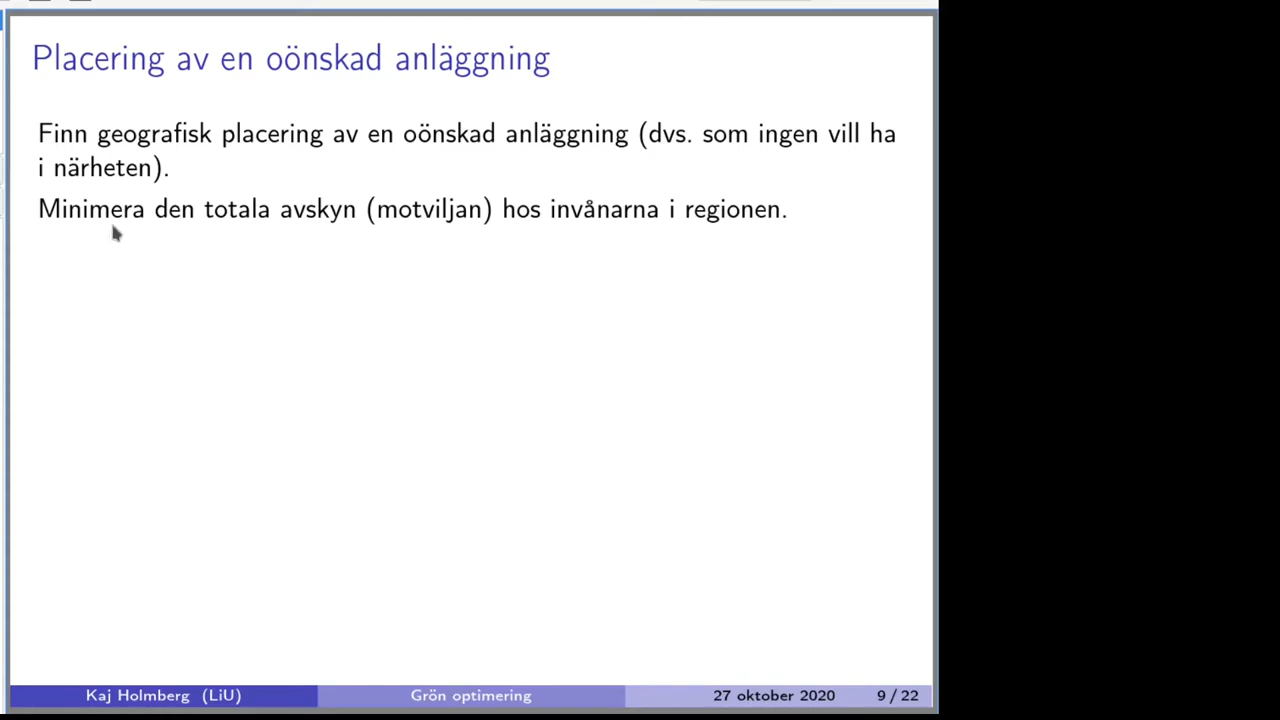 Placering av en oönskad anläggning
Finn geografisk placering av en oönskad anläggning (dvs. som ingen vill ha
i närheten).
Minimera den totala avskyn (motviljan) hos invånarna i regionen.
Kaj Holmberg (LiU) Grön optimering 27 oktober 2020 9 / 22